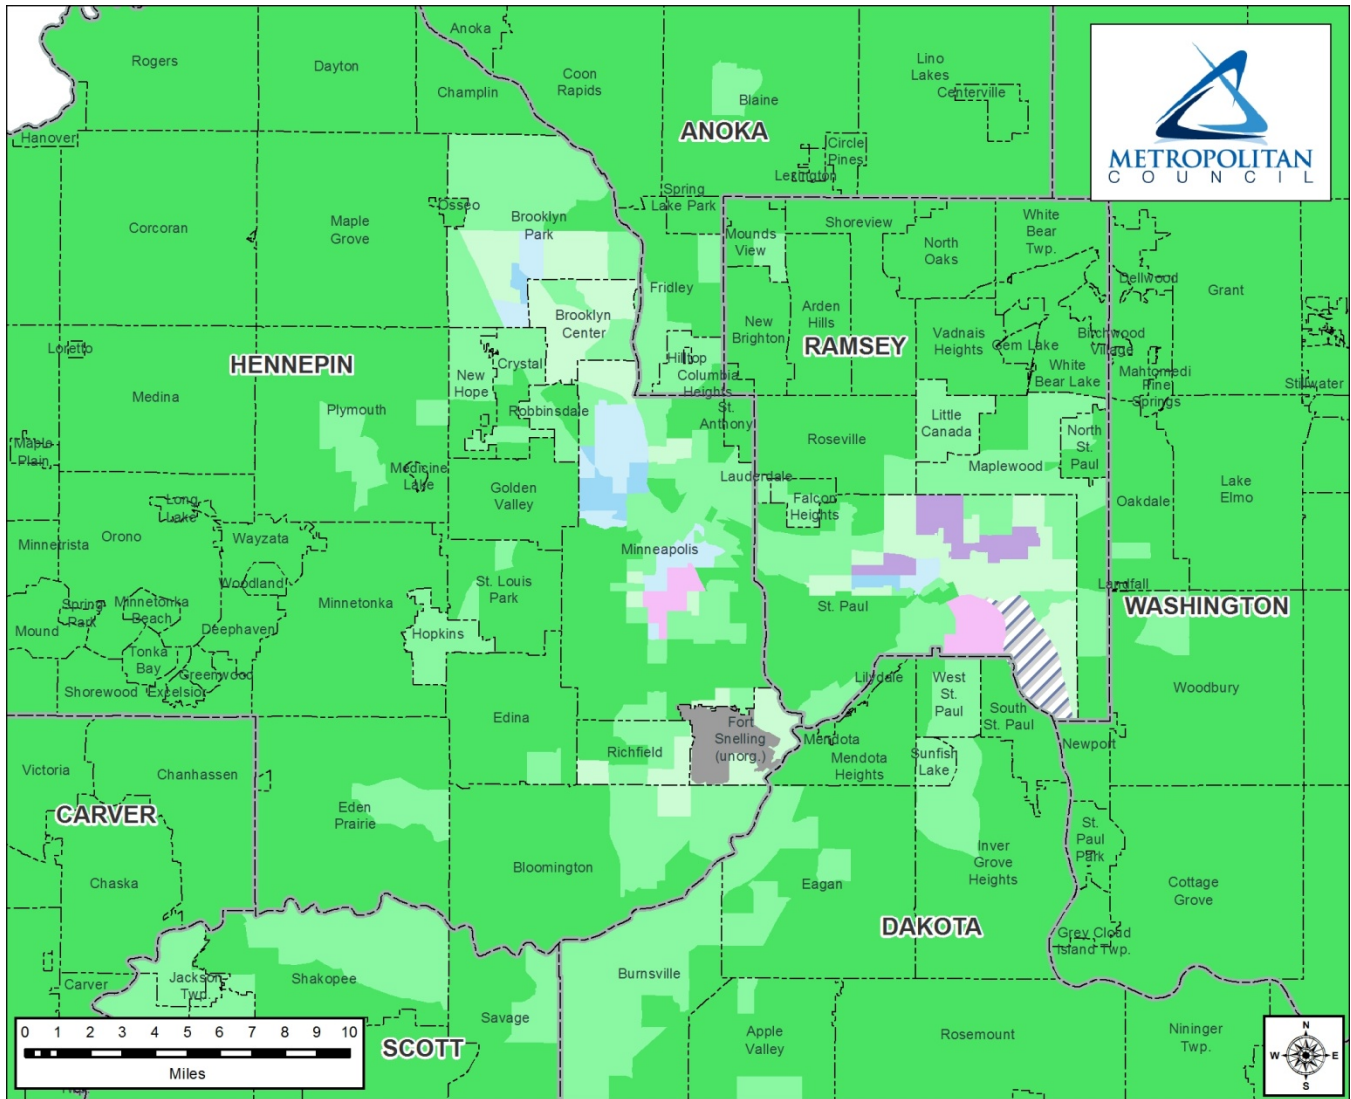 Anoka
Rogers
Dayton
Champlin
Coon
Rapids
Lino
Lakes
Centerville
Blaine
ANOKA
METROPOLITAN
COUNCIL
Hanover
Circle
Pines
Lexington
Spring
Lake Park
Osseo
Brooklyn
Park
Maple
Grove
Corcoran
Mounds
View
Shoreview
North
Oaks
White
Bear
Twp.
Dellwood
Grant
Fridley
Brooklyn
Center
New
Brighton
Arden
Hills
RAMSEY
Vadnais
Heights
Gem Lake
Birchwood
Village
White
Bear Lake
Mahtomedi
Pine
Springs
Stillwater
Loretto
HENNEPIN
Crystal
New
Hope
Hilltop
Columbia
Heights
St.
Anthony
Medina
Plymouth
Robbinsdale
Roseville
Little
Canada
North
St.
Paul
Maplewood
Maple
Plain
Medicine
Lake
Golden
Valley
Lauderdale
Falcon
Heights
Oakdale
Lake
Elmo
Long
Lake
Orono
Wayzata
Minnetrista
Minneapolis
Woodland
St. Louis
Park
Landfall
WASHINGTON
Spring
Park
Minnetonka
Beach
Minnetonka
St. Paul
Mound
Deephaven
Hopkins
Tonka
Bay
Greenwood
Shorewood
Excelsior
Lilydale
West
St.
Paul
South
St. Paul
Woodbury
Edina
Richfield
Fort
Snelling
(unorg.)
Mendota
Mendota
Heights
Sunfish
Lake
Newport
Victoria
Chanhassen
CARVER
Eden
Prairie
St.
Paul
Park
Bloomington
Inver
Grove
Heights
Chaska
Eagan
Cottage
Grove
DAKOTA
Grey Cloud
Island Twp.
Carver
Jackson
Twp.
Shakopee
Burnsville
Savage
SCOTT
Apple
Valley
Rosemount
Nininger
Twp.
0 1 2 3 4 5 6 7 8 9 10
Miles
N
W E
S